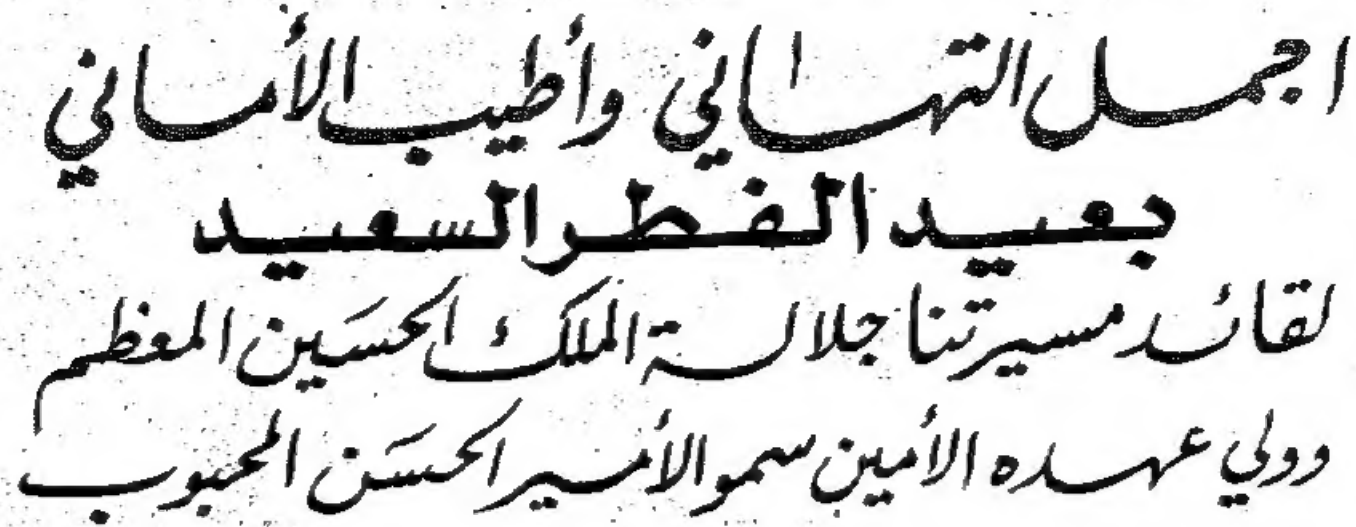 اجمل التهاني وأطيب الأماني
بعيد الفطر السعيد
لقائد مسيرتنا جلالة الملك الحسين المعظم
وولي عهده الأمين سمو الأمير الحسن المحبوب